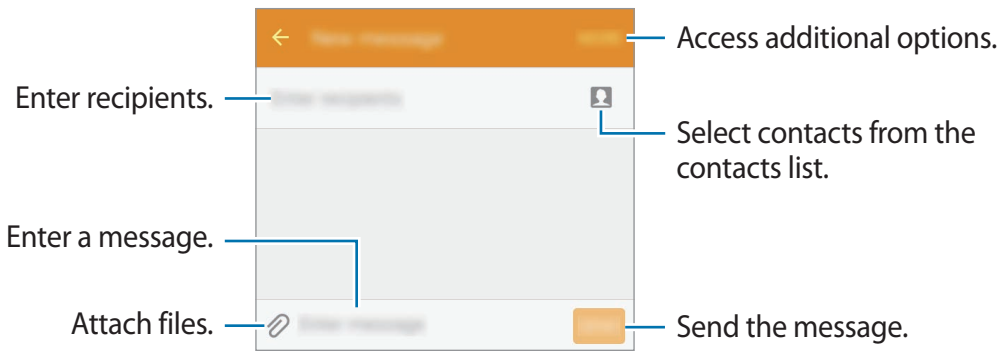 Access additional options.
Enter recipients.
Select contacts from the
contacts list.
Enter a message.
Attach files.
Send the message.